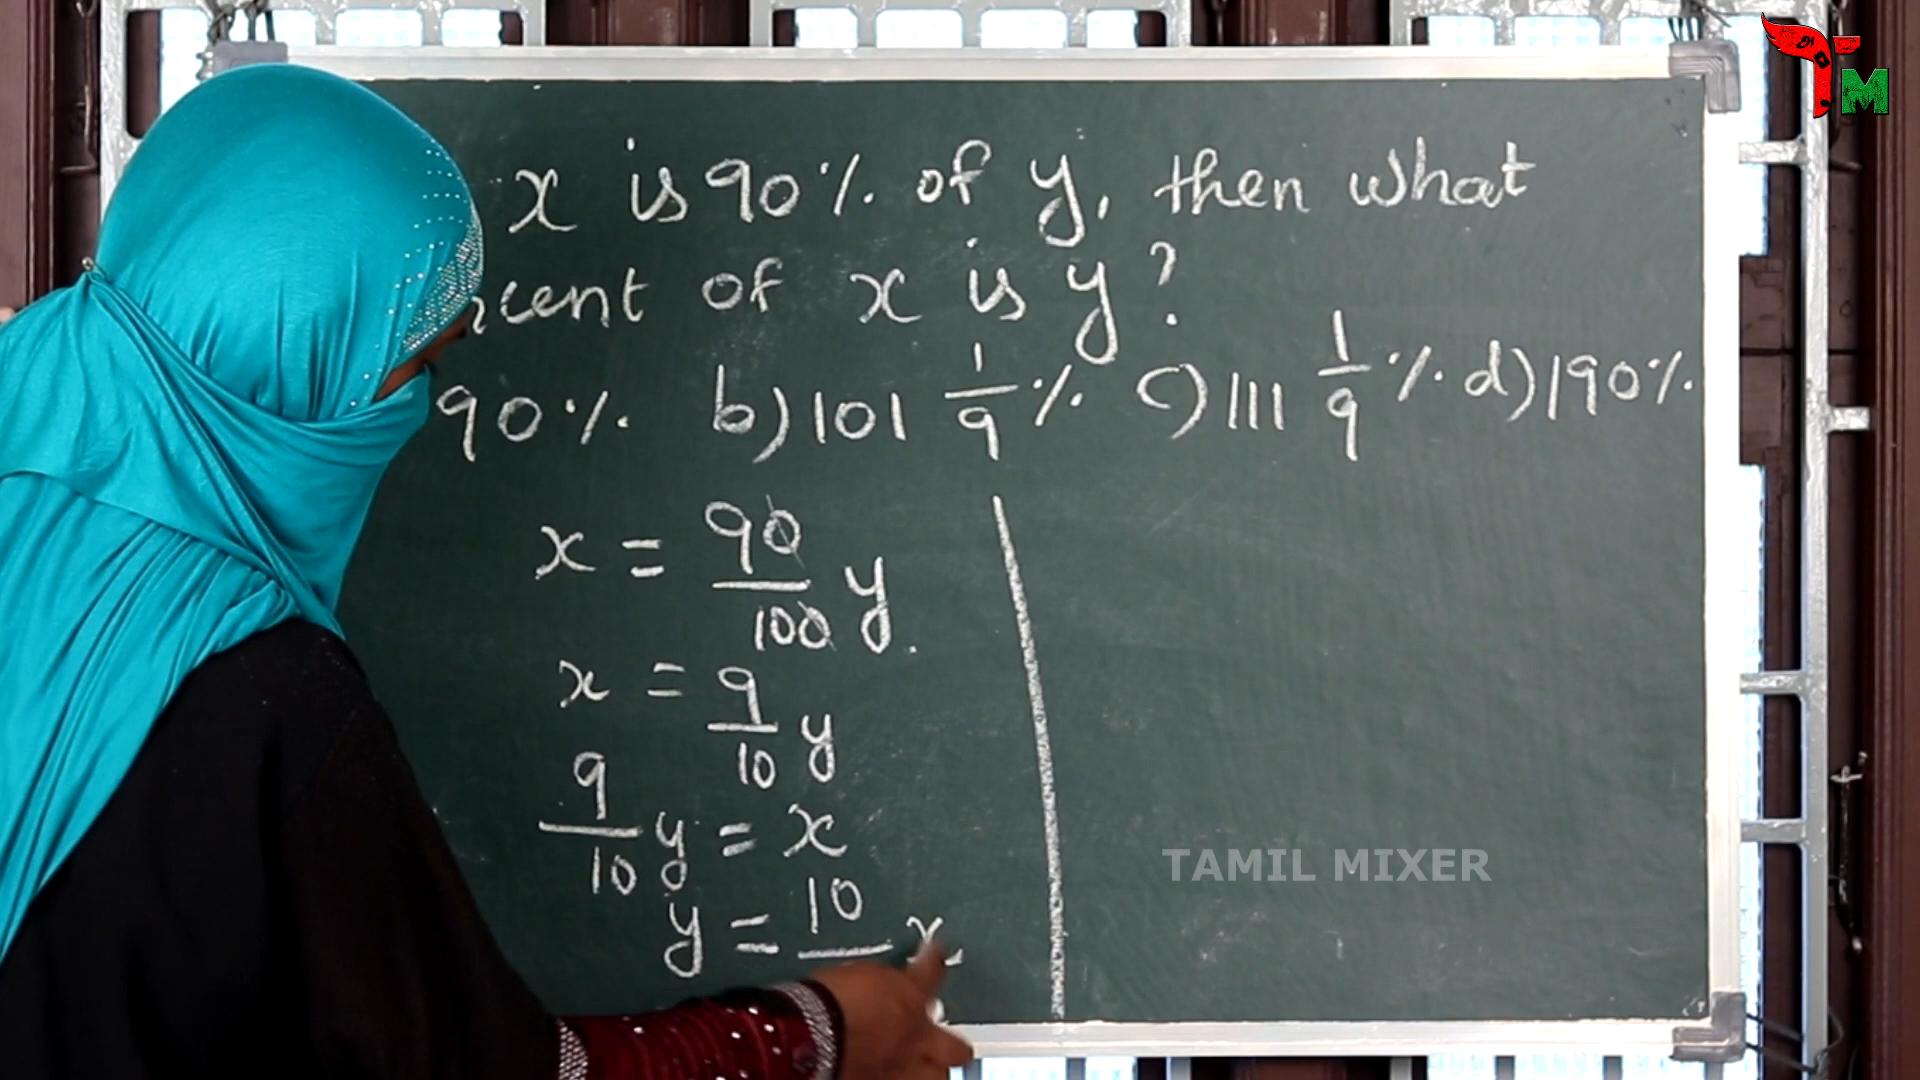 x is 90% of y, then what
cent of x is y?
90% b) 101 1/9 % c) 111 1/9 % d) 190%
x = 90/100 y.
x = 9/10 y
9/10 y = x
y = 10/ x
TAMIL MIXER
அ M